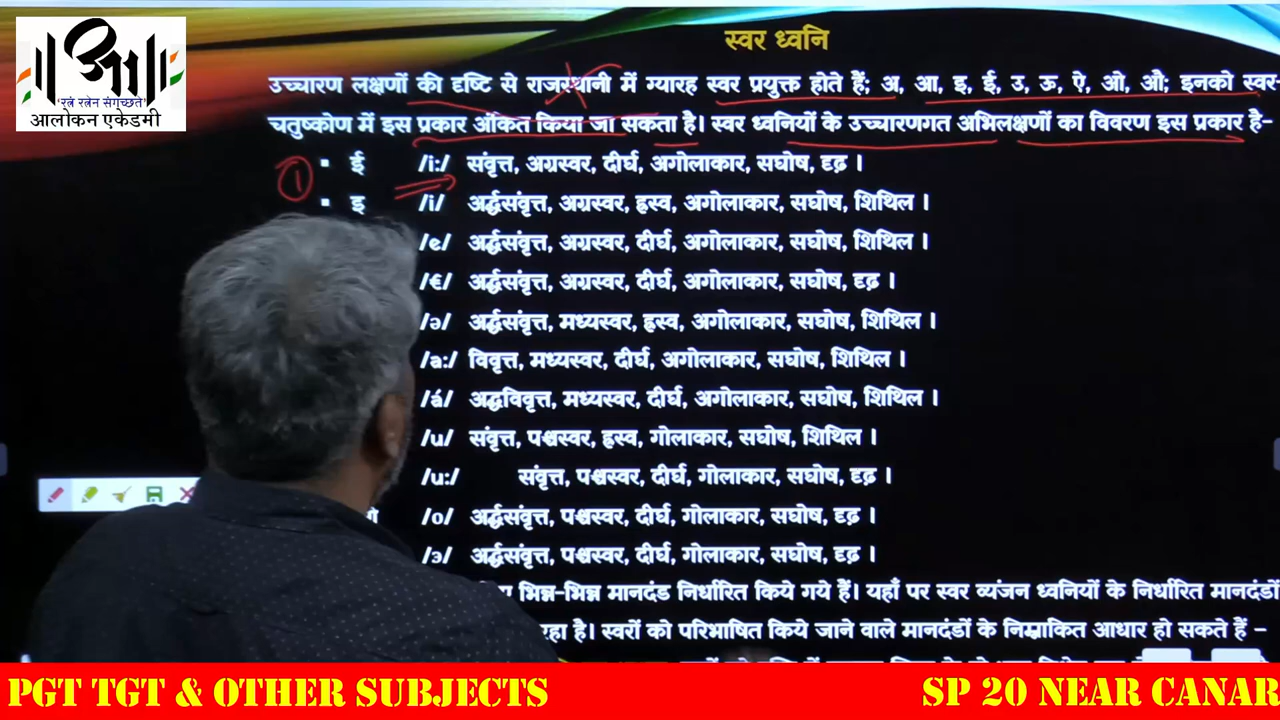 स्वर ध्वनि
उच्चारण लक्षणों की दृष्टि से राजस्थानी में ग्यारह स्वर प्रयुक्त होते हैं; अ, आ, इ, ई, उ, ऊ, ऐ, ओ, औ; इनको स्वर-
चतुष्कोण में इस प्रकार अंकित किया जा सकता है। स्वर ध्वनियों के उच्चारणगत अभिलक्षणों का विवरण इस प्रकार है-
① ▪ ई /i:/ संवृत्त, अग्रस्वर, दीर्घ, अगोलाकार, सघोष, दृढ़ ।
▪ इ /i/ अर्द्धसंवृत्त, अग्रस्वर, ह्रस्व, अगोलाकार, सघोष, शिथिल ।
/e/ अर्द्धसंवृत्त, अग्रस्वर, दीर्घ, अगोलाकार, सघोष, शिथिल ।
/€/ अर्द्धसंवृत्त, अग्रस्वर, दीर्घ, अगोलाकार, सघोष, दृढ़ ।
/ə/ अर्द्धसंवृत्त, मध्यस्वर, ह्रस्व, अगोलाकार, सघोष, शिथिल ।
/a:/ विवृत्त, मध्यस्वर, दीर्घ, अगोलाकार, सघोष, शिथिल ।
/á/ अद्धविवृत्त, मध्यस्वर, दीर्घ, अगोलाकार, सघोष, शिथिल ।
/u/ संवृत्त, पश्चस्वर, ह्रस्व, गोलाकार, सघोष, शिथिल ।
/u:/ संवृत्त, पश्चस्वर, दीर्घ, गोलाकार, सघोष, दृढ़ ।
/o/ अर्द्धसंवृत्त, पश्चस्वर, दीर्घ, गोलाकार, सघोष, दृढ़ ।
/ɜ/ अर्द्धसंवृत्त, पश्चस्वर, दीर्घ, गोलाकार, सघोष, दृढ़ ।
भिन्न-भिन्न मानदंड निर्धारित किये गये हैं। यहाँ पर स्वर व्यंजन ध्वनियों के निर्धारित मानदंडों
रहा है। स्वरों को परिभाषित किये जाने वाले मानदंडों के निम्नांकित आधार हो सकते हैं –
आ
'रत्नं रत्नेन संगच्छते'
आलोकन एकेडमी
PGT TGT & OTHER SUBJECTS
SP 20 NEAR CANAR